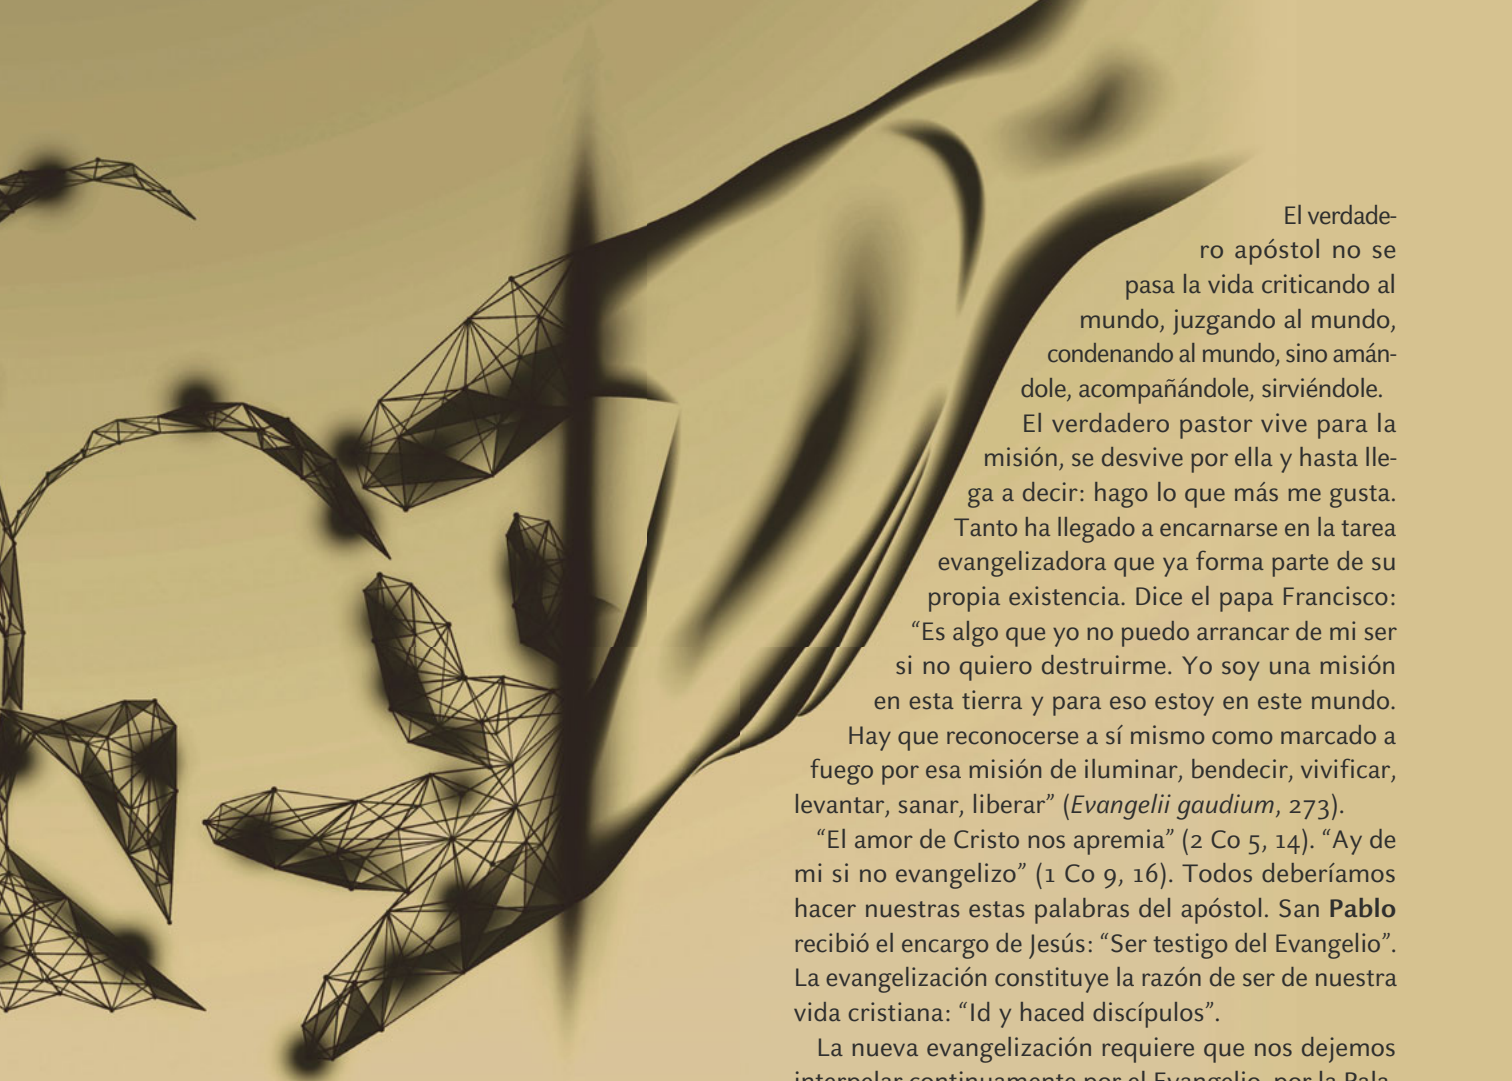 El verdade-
ro apóstol no se
pasa la vida criticando al
mundo, juzgando al mundo,
condenando al mundo, sino amán-
dole, acompañándole, sirviéndole.
El verdadero pastor vive para la
misión, se desvive por ella y hasta lle-
ga a decir: hago lo que más me gusta.
Tanto ha llegado a encarnarse en la tarea
evangelizadora que ya forma parte de su
propia existencia. Dice el papa Francisco:
“Es algo que yo no puedo arrancar de mi ser
si no quiero destruirme. Yo soy una misión
en esta tierra y para eso estoy en este mundo.
Hay que reconocerse a sí mismo como marcado a
fuego por esa misión de iluminar, bendecir, vivificar,
levantar, sanar, liberar” (Evangelii gaudium, 273).
“El amor de Cristo nos apremia” (2 Co 5, 14). “Ay de
mi si no evangelizo” (1 Co 9, 16). Todos deberíamos
hacer nuestras estas palabras del apóstol. San Pablo
recibió el encargo de Jesús: “Ser testigo del Evangelio”.
La evangelización constituye la razón de ser de nuestra
vida cristiana: “Id y haced discípulos”.
La nueva evangelización requiere que nos dejemos
interpelar continuamente por el Evangelio, por la Pala-